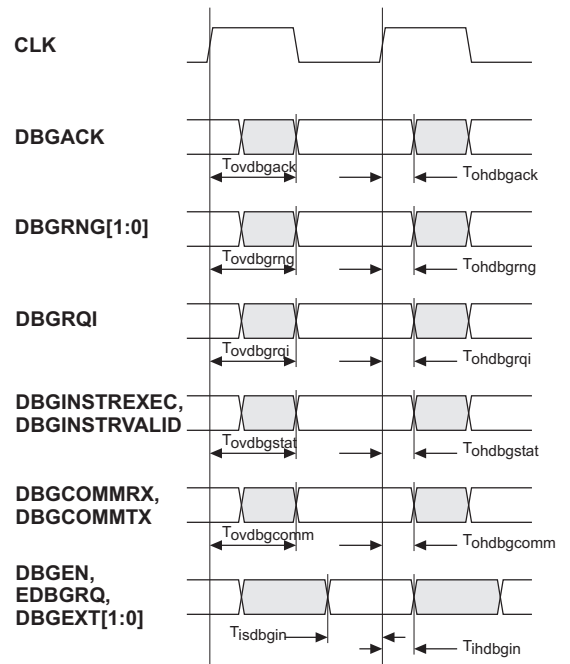 CLK
DBGACK
Tovdbgack
Tohdbgack
DBGRNG[1:0]
Tovdbgrng
Tohdbgrng
DBGRQI
Tovdbgrqi
Tohdbgrqi
DBGINSTREXEC,
DBGINSTRVALID
Tovdbgstat
Tohdbgstat
DBGCOMMRX,
DBGCOMMTX
Tovdbgcomm
Tohdbgcomm
DBGEN,
EDBGRQ,
DBGEXT[1:0]
Tisdbgin
Tihdbgin